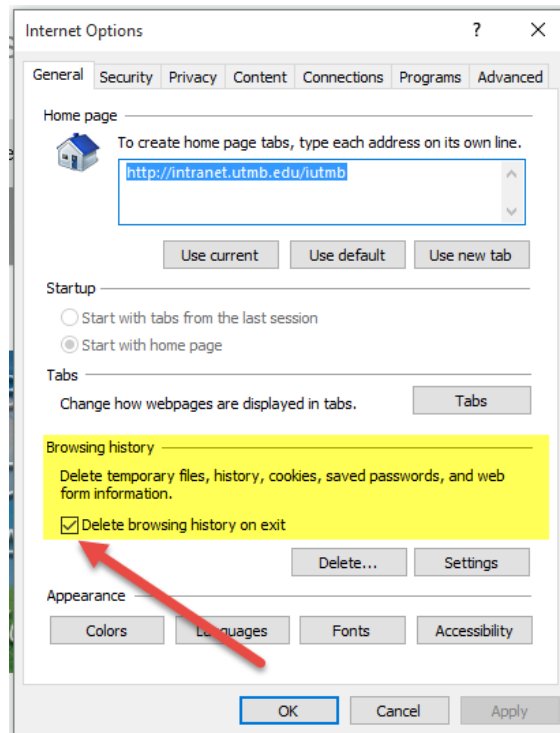 Internet Options ? X
General Security Privacy Content Connections Programs Advanced
Home page
To create home page tabs, type each address on its own line.
http://intranet.utmb.edu/iutmb
Use current Use default Use new tab
Startup
Start with tabs from the last session
Start with home page
Tabs
Change how webpages are displayed in tabs. Tabs
Browsing history
Delete temporary files, history, cookies, saved passwords, and web
form information.
Delete browsing history on exit
Delete... Settings
Appearance
Colors Languages Fonts Accessibility
OK Cancel Apply